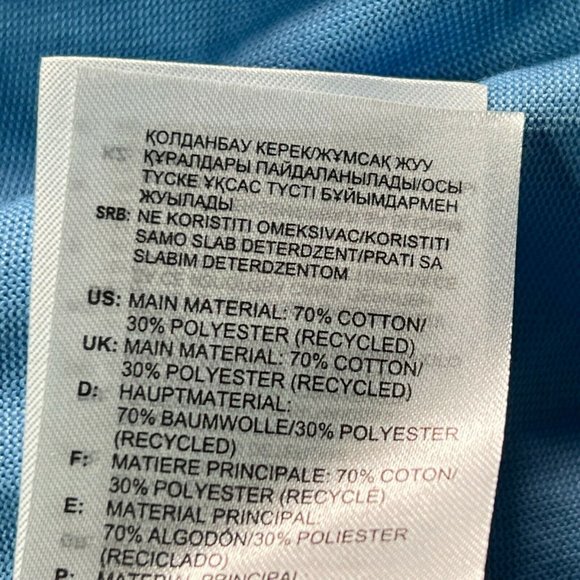 ҚОЛДАНБАУ КЕРЕК/ЖҰМСАҚ ЖУУ
ҚҰРАЛДАРЫ ПАЙДАЛАНЫЛАДЫ/ОСЫ
ТҮСКЕ ҰҚСАС ТҮСТІ БҰЙЫМДАРМЕН
ЖУЫЛАДЫ
SRB: NE KORISTITI OMEKSIVAC/KORISTITI
SAMO SLAB DETERDZENT/PRATI SA
SLABIM DETERDZENTOM
US: MAIN MATERIAL: 70% COTTON/
30% POLYESTER (RECYCLED)
UK: MAIN MATERIAL: 70% COTTON/
30% POLYESTER (RECYCLED)
D: HAUPTMATERIAL:
70% BAUMWOLLE/30% POLYESTER
(RECYCLED)
F: MATIERE PRINCIPALE: 70% COTON/
30% POLYESTER (RECYCLÉ)
E: MATERIAL PRINCIPAL:
70% ALGODÓN/30% POLIESTER
(RECICLADO)
P: MATERIAL PRINCIPAL